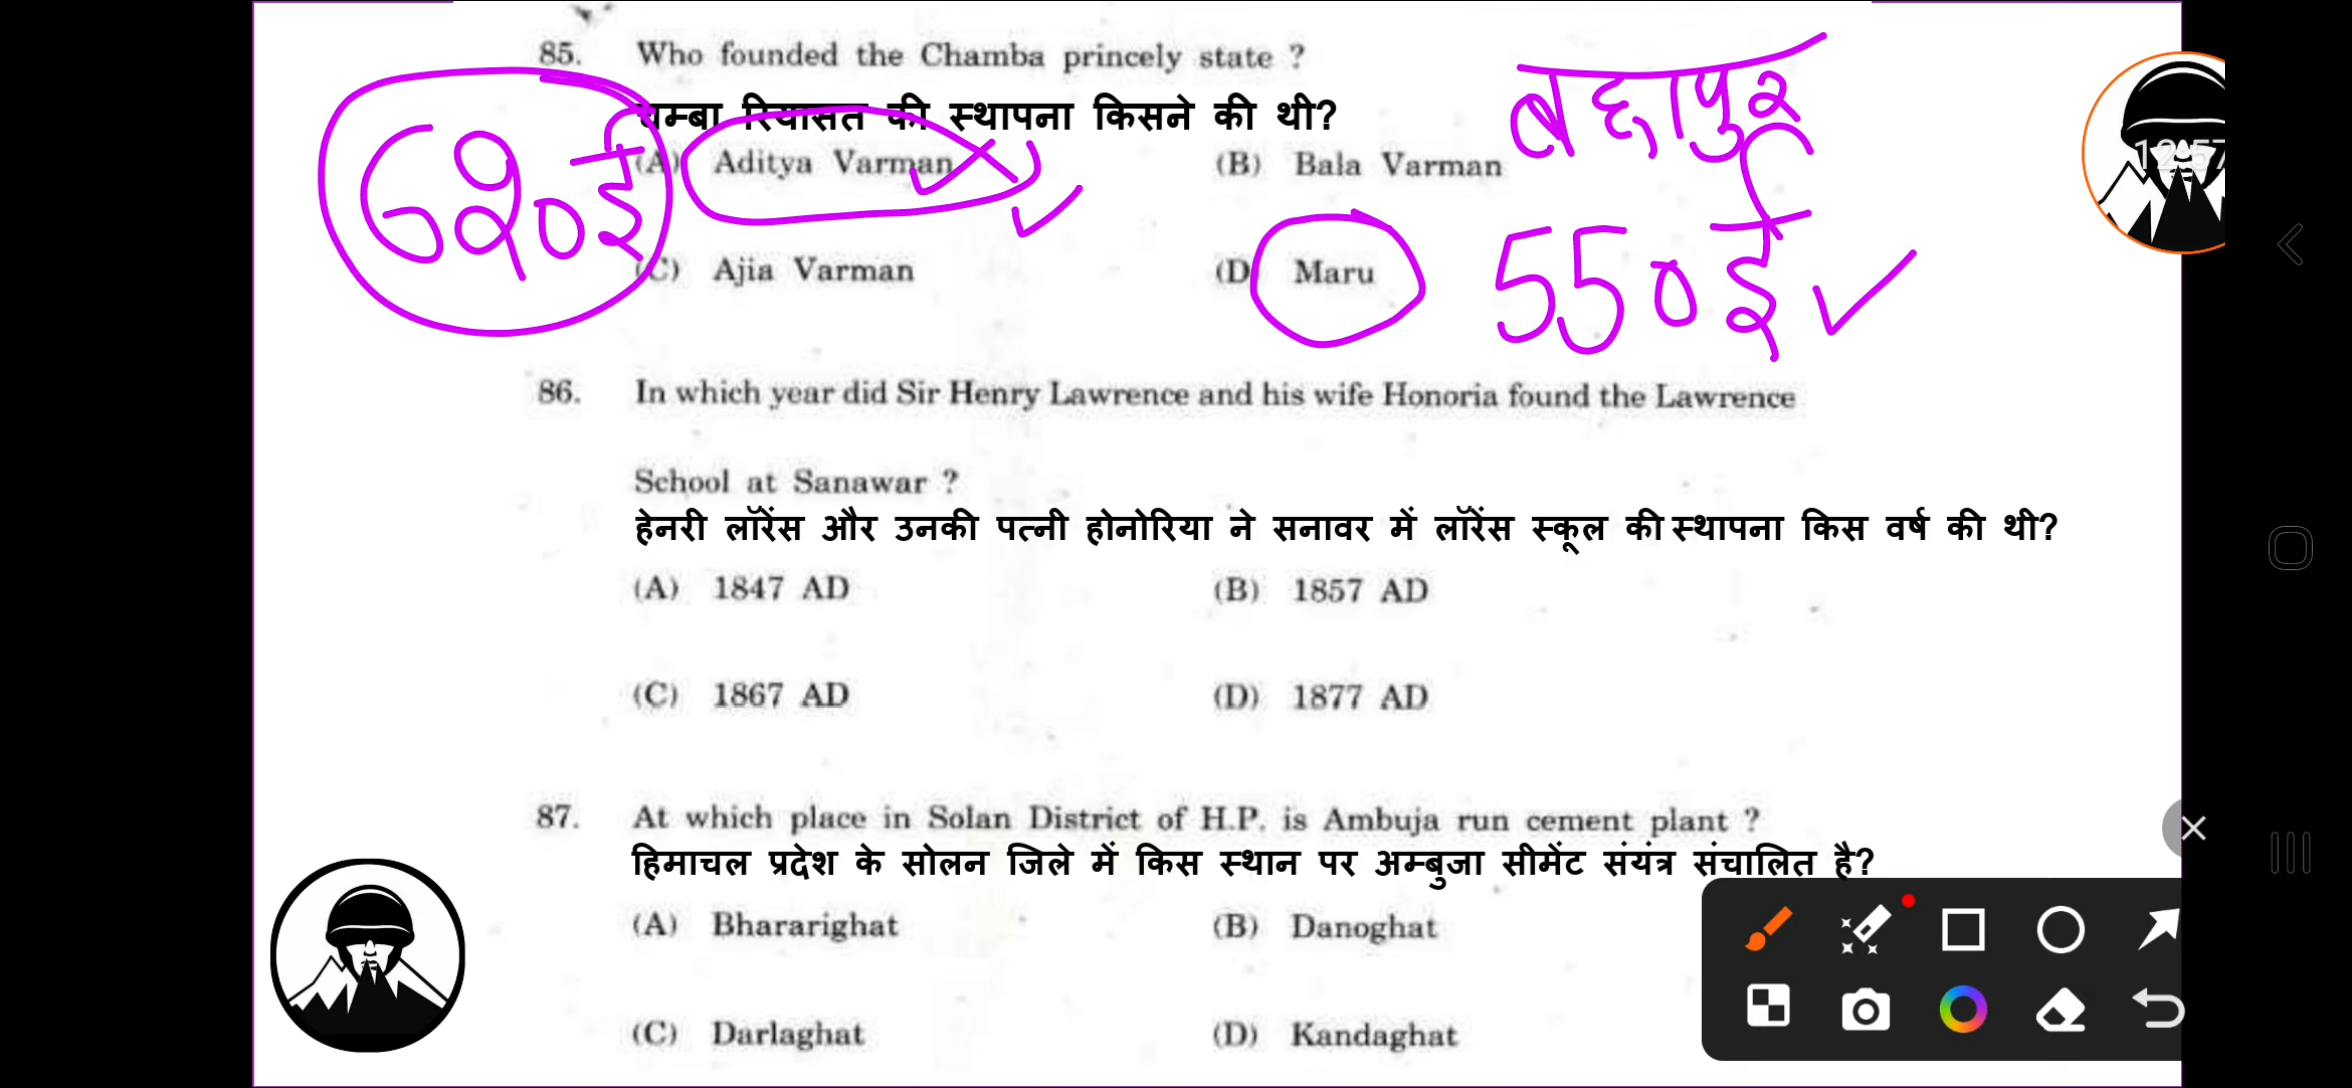 85. Who founded the Chamba princely state ?
चम्बा रियासत की स्थापना किसने की थी?
(A) Aditya Varman (B) Bala Varman
(C) Ajia Varman (D) Maru
620ई
550ई
12:57
86. In which year did Sir Henry Lawrence and his wife Honoria found the Lawrence
School at Sanawar ?
हेनरी लॉरेंस और उनकी पत्नी होनोरिया ने सनावर में लॉरेंस स्कूल की स्थापना किस वर्ष की थी?
(A) 1847 AD (B) 1857 AD
(C) 1867 AD (D) 1877 AD
87. At which place in Solan District of H.P. is Ambuja run cement plant ?
हिमाचल प्रदेश के सोलन जिले में किस स्थान पर अम्बुजा सीमेंट संयंत्र संचालित है?
(A) Bhararighat (B) Danoghat
(C) Darlaghat (D) Kandaghat